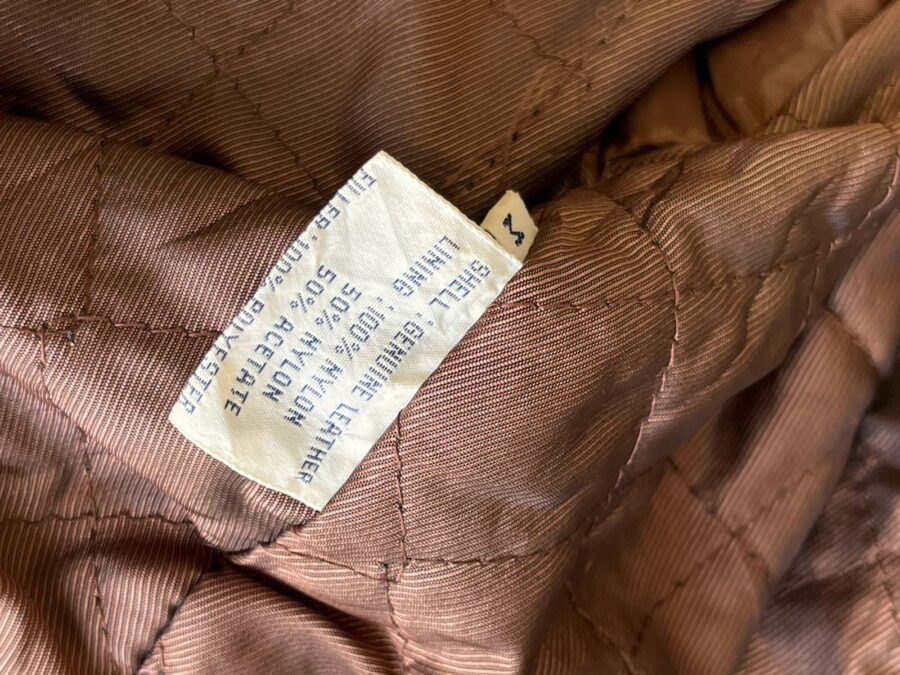 M
SHELL:GENUINE LEATHER
LINING:100% NYLON
50% NYLON
50% ACETATE
FILLER:100% POLYESTER